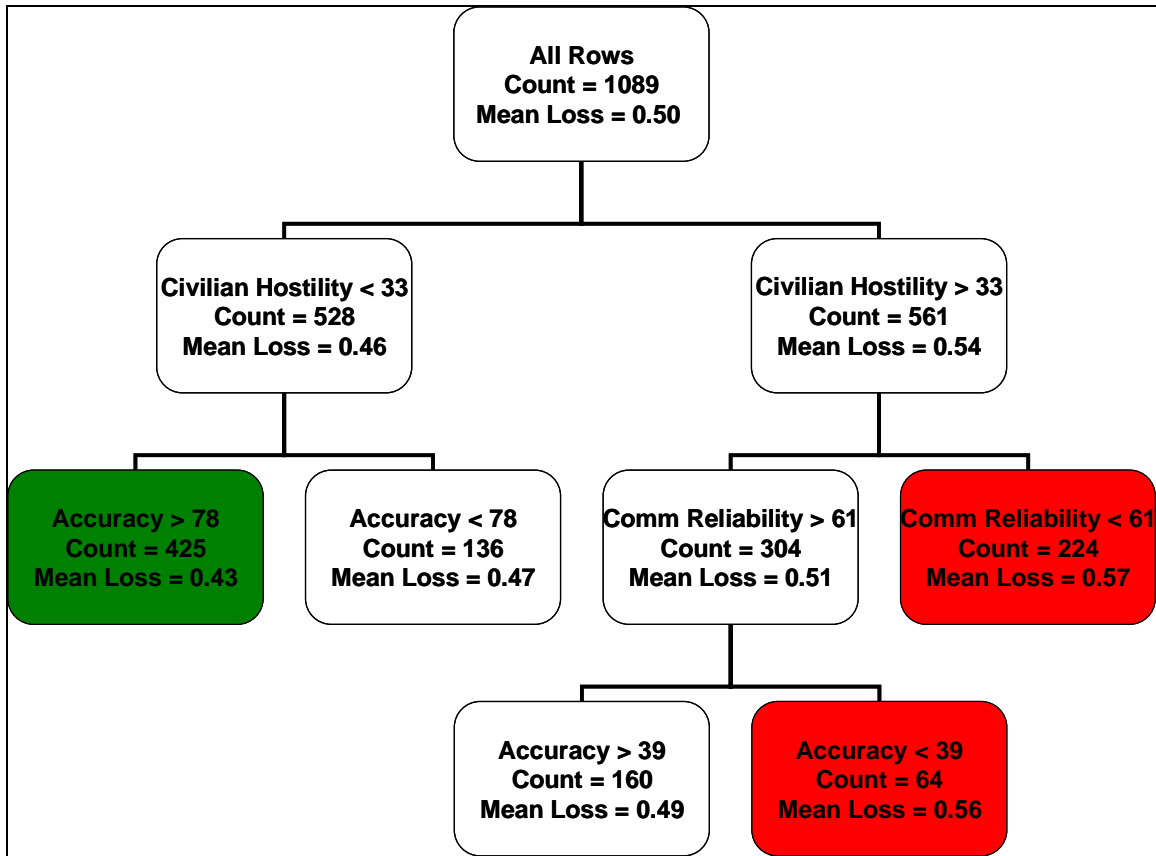 All Rows
Count = 1089
Mean Loss = 0.50
Civilian Hostility < 33
Count = 528
Mean Loss = 0.46
Civilian Hostility > 33
Count = 561
Mean Loss = 0.54
Accuracy > 78
Count = 425
Mean Loss = 0.43
Accuracy < 78
Count = 136
Mean Loss = 0.47
Comm Reliability > 61
Count = 304
Mean Loss = 0.51
Comm Reliability < 61
Count = 224
Mean Loss = 0.57
Accuracy > 39
Count = 160
Mean Loss = 0.49
Accuracy < 39
Count = 64
Mean Loss = 0.56